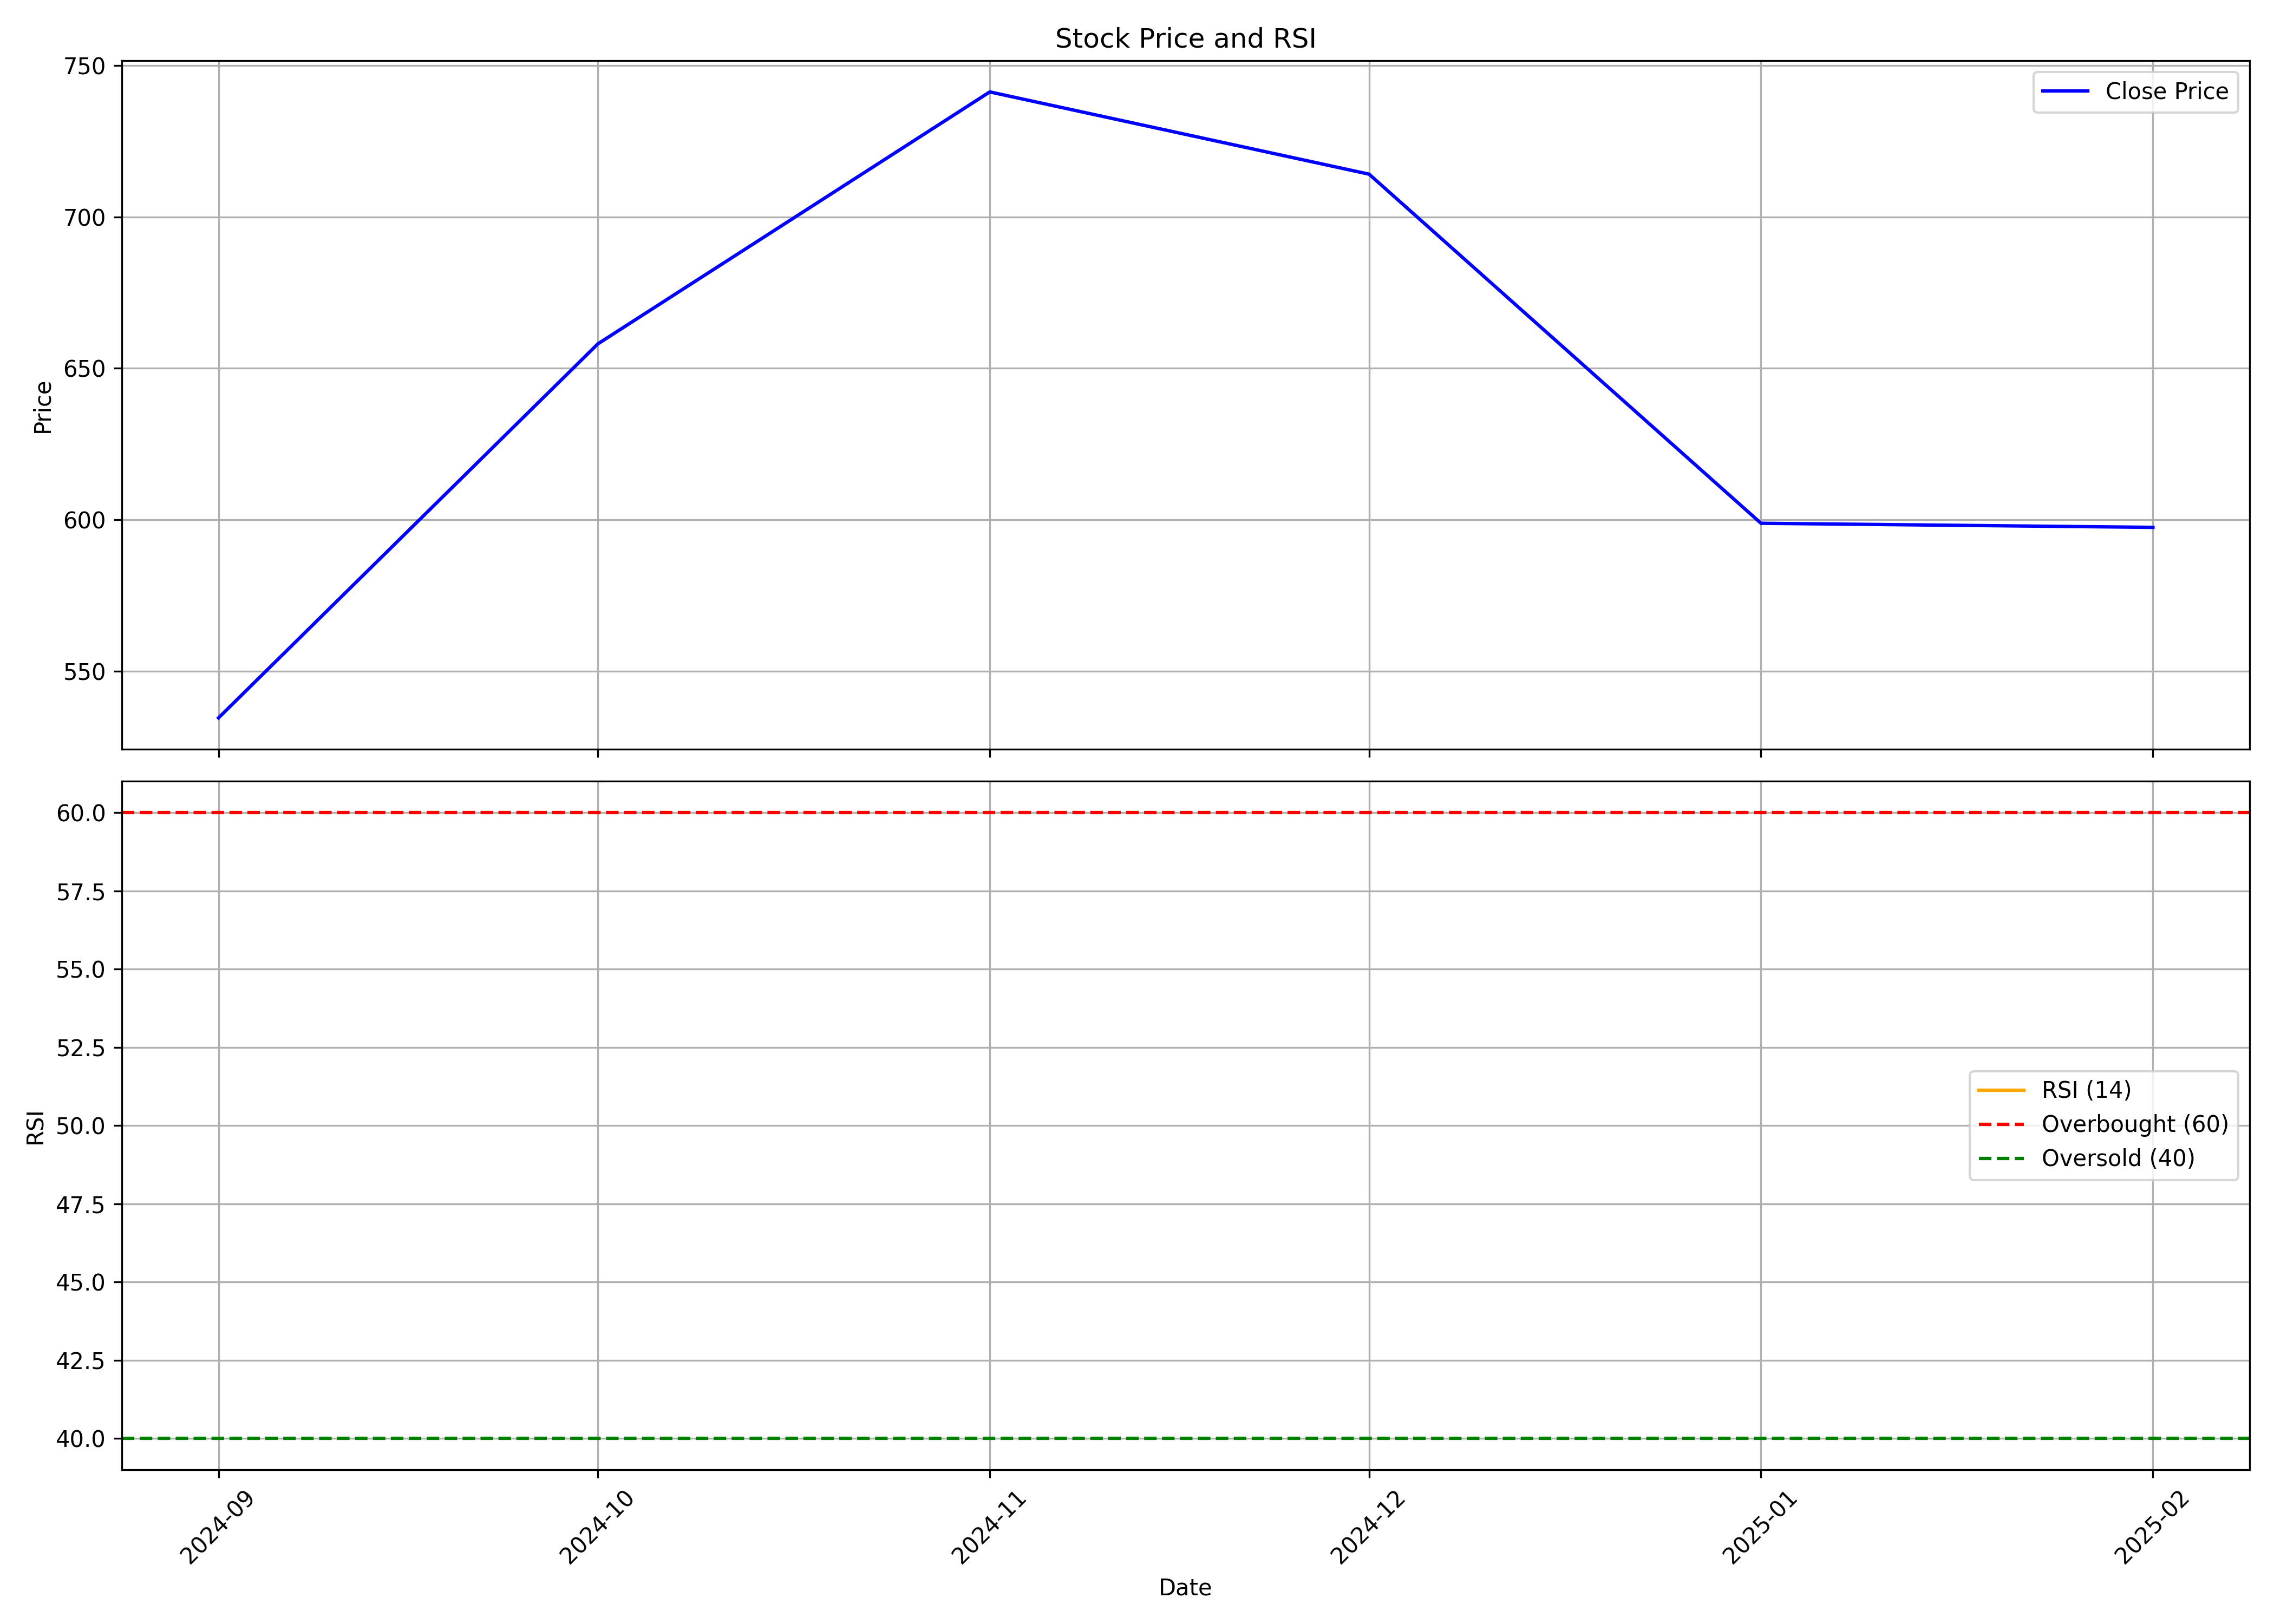 Stock Price and RSI
750
700
650
600
550
Price
Close Price
60.0
57.5
55.0
52.5
50.0
47.5
45.0
42.5
40.0
RSI
RSI (14)
Overbought (60)
Oversold (40)
2024-09
2024-10
2024-11
2024-12
2025-01
2025-02
Date